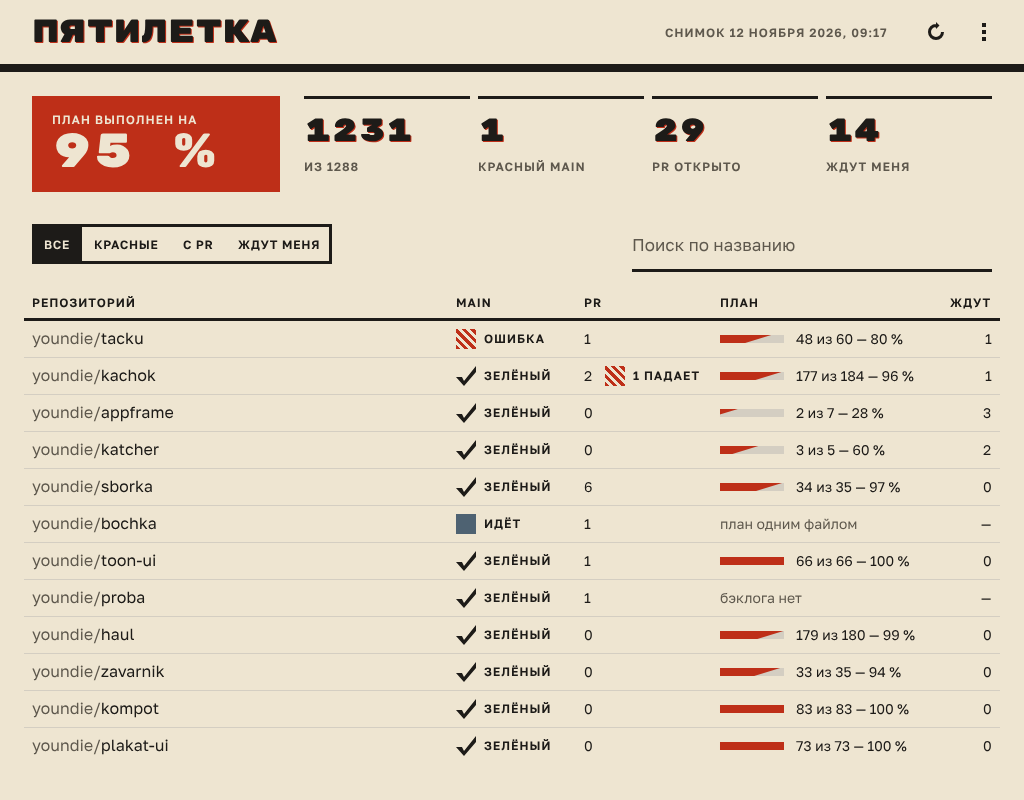 ПЯТИЛЕТКА
СНИМОК 12 НОЯБРЯ 2026, 09:17
ПЛАН ВЫПОЛНЕН НА
95 %
1231
ИЗ 1288
1
КРАСНЫЙ MAIN
29
PR ОТКРЫТО
14
ЖДУТ МЕНЯ
ВСЕ КРАСНЫЕ С PR ЖДУТ МЕНЯ
Поиск по названию
РЕПОЗИТОРИЙ MAIN PR ПЛАН ЖДУТ
youndie/tacku ОШИБКА 1 48 из 60 — 80 % 1
youndie/kachok ЗЕЛЁНЫЙ 2 1 ПАДАЕТ 177 из 184 — 96 % 1
youndie/appframe ЗЕЛЁНЫЙ 0 2 из 7 — 28 % 3
youndie/katcher ЗЕЛЁНЫЙ 0 3 из 5 — 60 % 2
youndie/sborka ЗЕЛЁНЫЙ 6 34 из 35 — 97 % 0
youndie/bochka ИДЁТ 1 план одним файлом —
youndie/toon-ui ЗЕЛЁНЫЙ 1 66 из 66 — 100 % 0
youndie/proba ЗЕЛЁНЫЙ 1 бэклога нет —
youndie/haul ЗЕЛЁНЫЙ 0 179 из 180 — 99 % 0
youndie/zavarnik ЗЕЛЁНЫЙ 0 33 из 35 — 94 % 0
youndie/kompot ЗЕЛЁНЫЙ 0 83 из 83 — 100 % 0
youndie/plakat-ui ЗЕЛЁНЫЙ 0 73 из 73 — 100 % 0